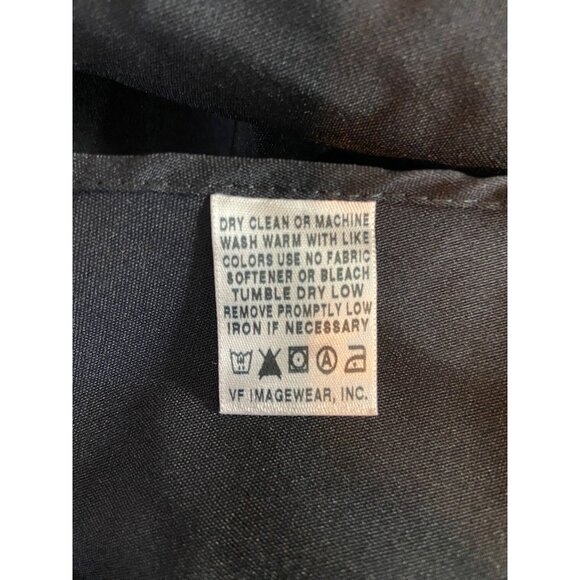 DRY CLEAN OR MACHINE
WASH WARM WITH LIKE
COLORS USE NO FABRIC
SOFTENER OR BLEACH
TUMBLE DRY LOW
REMOVE PROMPTLY LOW
IRON IF NECESSARY
A
VF IMAGEWEAR, INC.